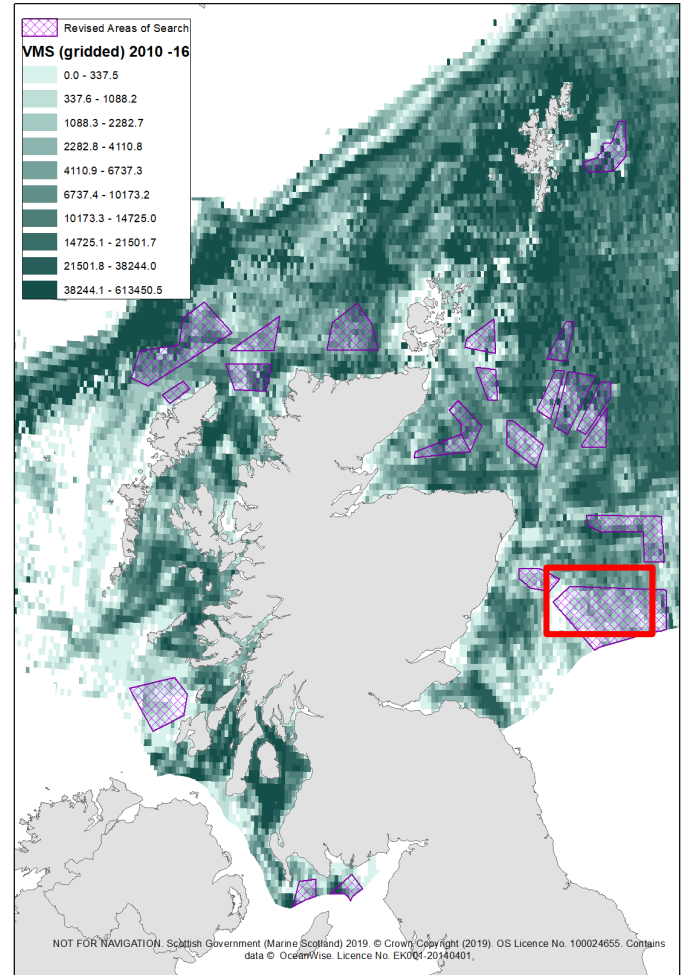 Revised Areas of Search
VMS (gridded) 2010 -16
0.0 - 337.5
337.6 - 1088.2
1088.3 - 2282.7
2282.8 - 4110.8
4110.9 - 6737.3
6737.4 - 10173.2
10173.3 - 14725.0
14725.1 - 21501.7
21501.8 - 38244.0
38244.1 - 613450.5
NOT FOR NAVIGATION. Scottish Government (Marine Scotland) 2019. © Crown Copyright (2019). OS Licence No. 100024655. Contains
data © OceanWise. Licence No. EK001-20140401,